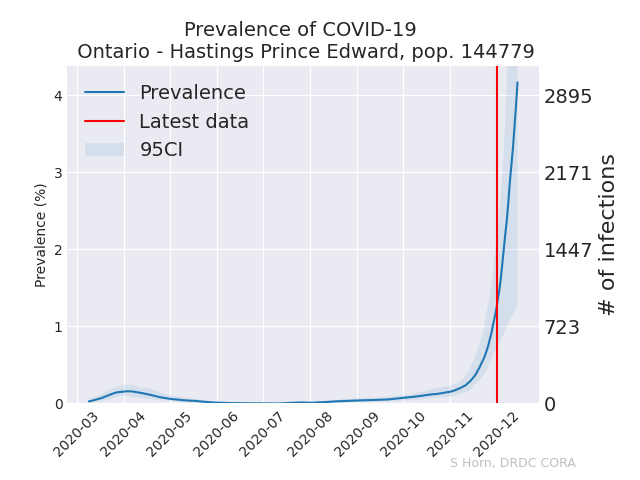 Prevalence of COVID-19
Ontario - Hastings Prince Edward, pop. 144779
Prevalence
Latest data
95CI
Prevalence (%)
4
3
2
1
0
2895
2171
1447
723
0
# of infections
2020-03
2020-04
2020-05
2020-06
2020-07
2020-08
2020-09
2020-10
2020-11
2020-12
S Horn, DRDC CORA